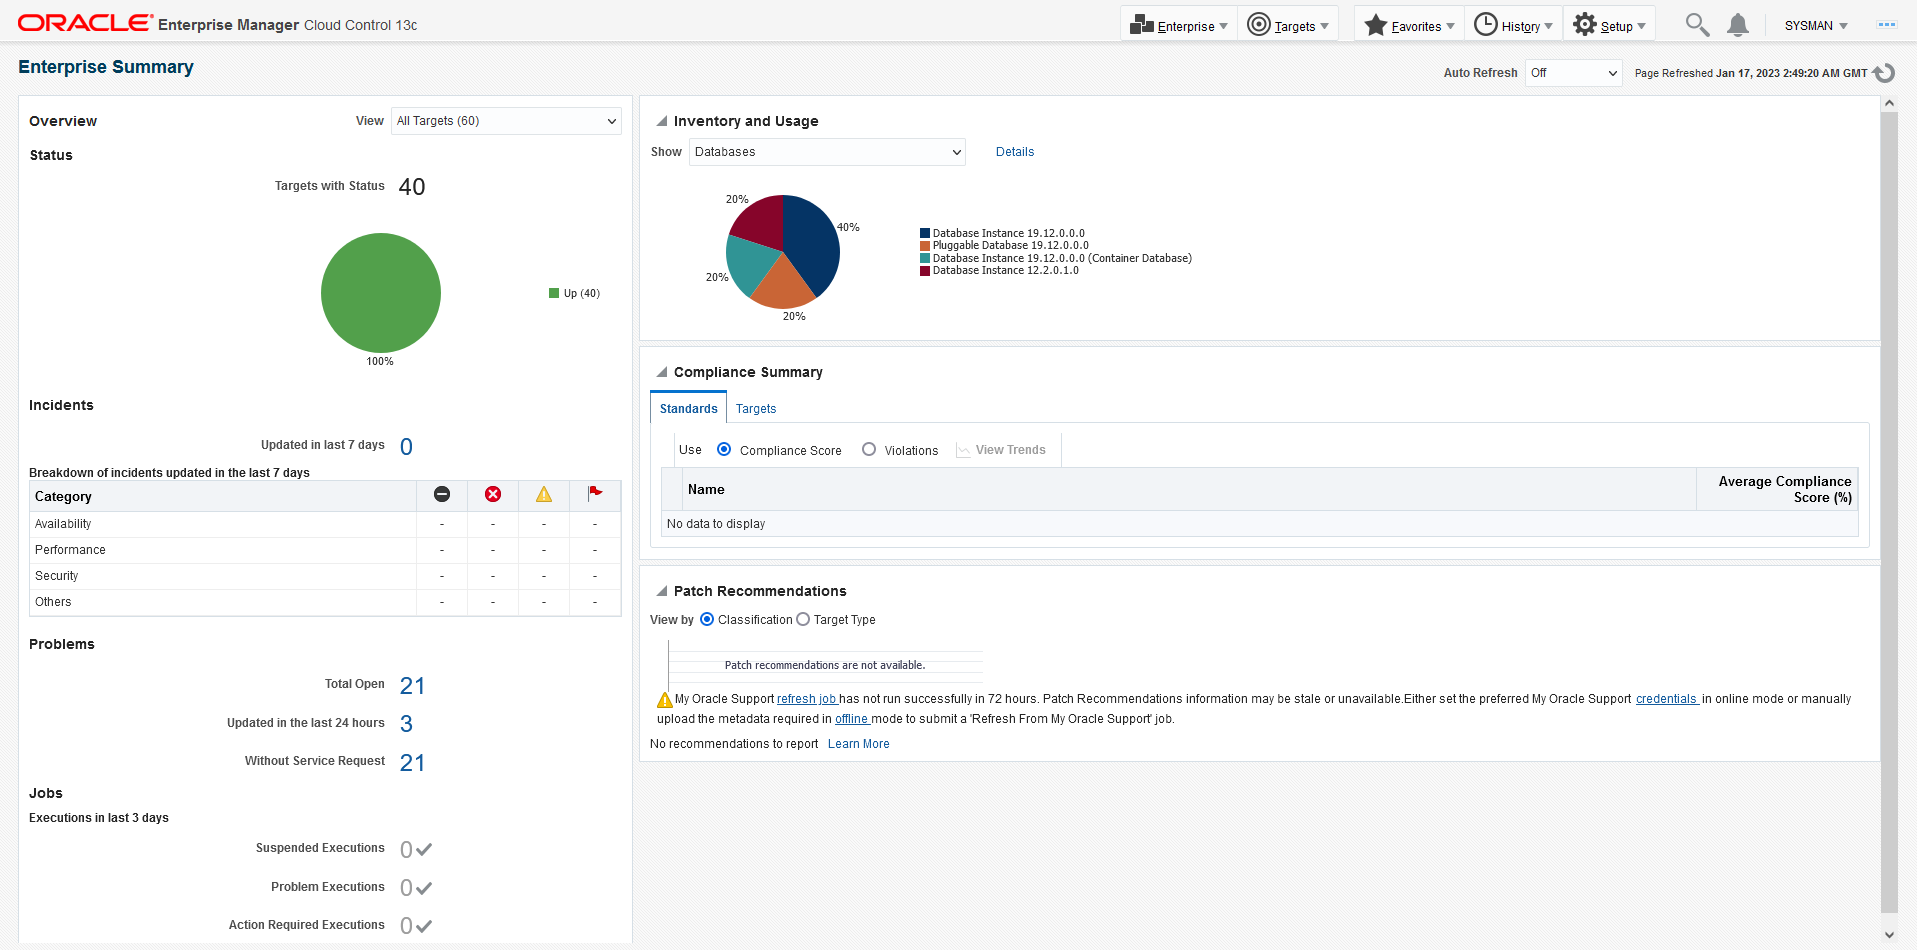 ORACLE® Enterprise Manager Cloud Control 13c
Enterprise
Targets
Favorites
History
Setup
SYSMAN
Enterprise Summary
Auto Refresh Off
Page Refreshed Jan 17, 2023 2:49:20 AM GMT
Overview
View All Targets (60)
Status
Targets with Status 40
Up (40)
100%
Incidents
Updated in last 7 days 0
Breakdown of incidents updated in the last 7 days
Category
Availability - - - -
Performance - - - -
Security - - - -
Others - - - -
Problems
Total Open 21
Updated in the last 24 hours 3
Without Service Request 21
Jobs
Executions in last 3 days
Suspended Executions 0
Problem Executions 0
Action Required Executions 0
Inventory and Usage
Show Databases Details
20%
40%
20%
20%
Database Instance 19.12.0.0.0
Pluggable Database 19.12.0.0.0
Database Instance 19.12.0.0.0 (Container Database)
Database Instance 12.2.0.1.0
Compliance Summary
Standards Targets
Use Compliance Score Violations View Trends
Name Average Compliance
Score (%)
No data to display
Patch Recommendations
View by Classification Target Type
Patch recommendations are not available.
My Oracle Support refresh job has not run successfully in 72 hours. Patch Recommendations information may be stale or unavailable.Either set the preferred My Oracle Support credentials in online mode or manually
upload the metadata required in offline mode to submit a 'Refresh From My Oracle Support' job.
No recommendations to report Learn More